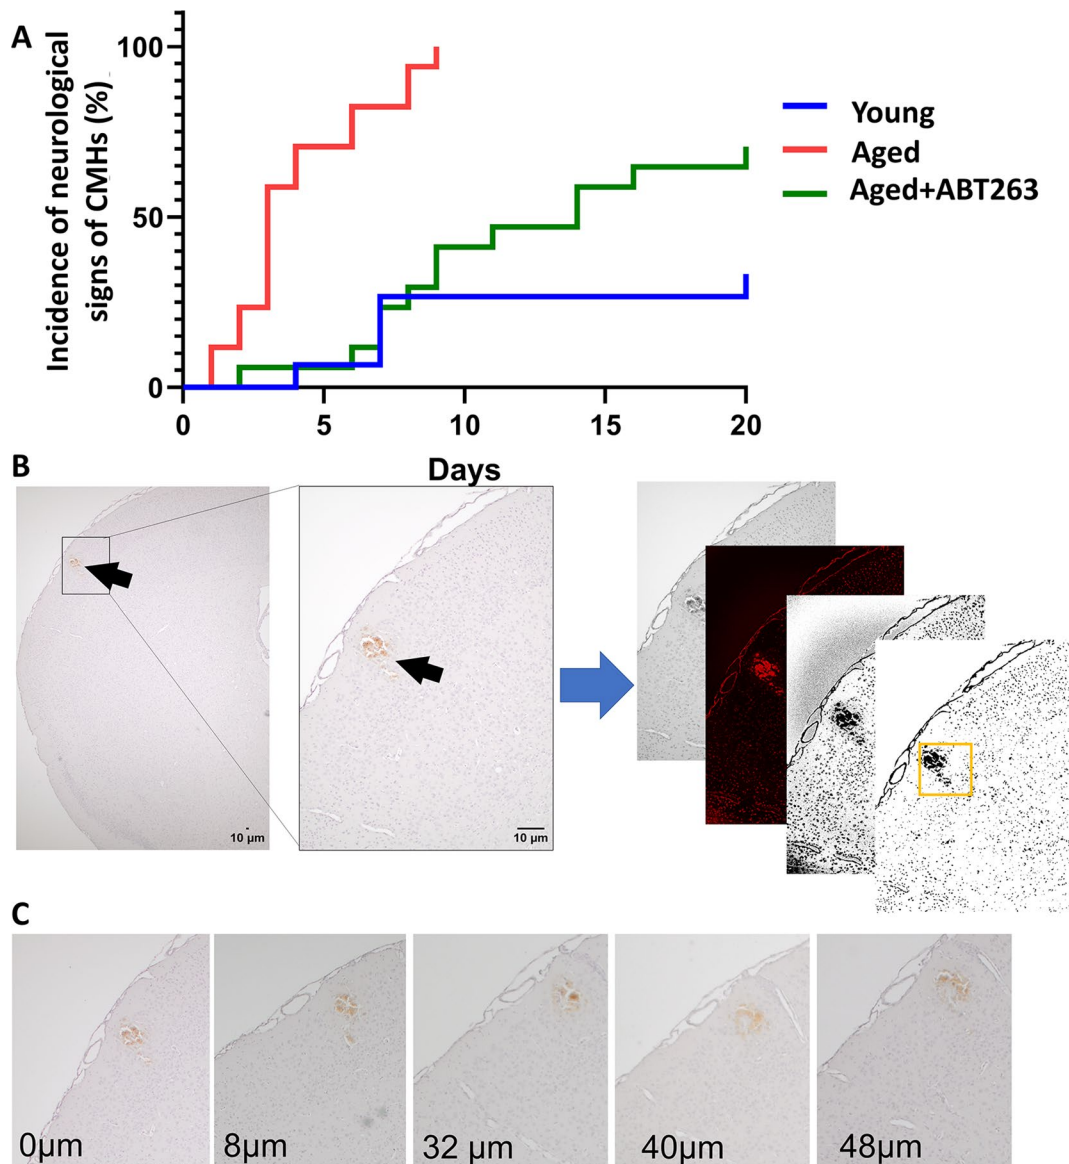 A
Incidence of neurological
signs of CMHs (%)
100
50
0
0 5 10 15 20
Days
Young
Aged
Aged+ABT263
B
10 µm
10 µm
C
0µm
8µm
32 µm
40µm
48µm